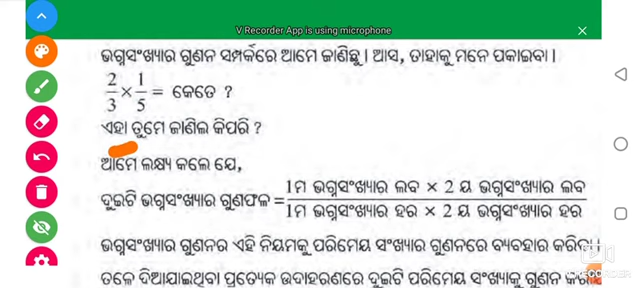 V Recorder App is using microphone
ଭଗ୍ନସଂଖ୍ୟାର ଗୁଣନ ସମ୍ପର୍କରେ ଆମେ ଜାଣିଛୁ । ଆସ, ତାହାକୁ ମନେ ପକାଇବା ।
2/3 × 1/5 = କେତେ ?
ଏହା ତୁମେ ଜାଣିଲ କିପରି ?
ଆମେ ଲକ୍ଷ୍ୟ କଲେ ଯେ,
ଦୁଇଟି ଭଗ୍ନସଂଖ୍ୟାର ଗୁଣଫଳ = 1ମ ଭଗ୍ନସଂଖ୍ୟାର ଲବ × 2 ୟ ଭଗ୍ନସଂଖ୍ୟାର ଲବ
1ମ ଭଗ୍ନସଂଖ୍ୟାର ହର × 2 ୟ ଭଗ୍ନସଂଖ୍ୟାର ହର
ଭଗ୍ନସଂଖ୍ୟାର ଗୁଣନର ଏହି ନିୟମକୁ ପରିମେୟ ସଂଖ୍ୟାର ଗୁଣନରେ ବ୍ୟବହାର କରିବା
ତଳେ ଦିଆଯାଇଥିବା ପ୍ରତ୍ୟେକ ଉଦାହରଣରେ ଦୁଇଟି ପରିମେୟ ସଂଖ୍ୟାକୁ ଗୁଣନ